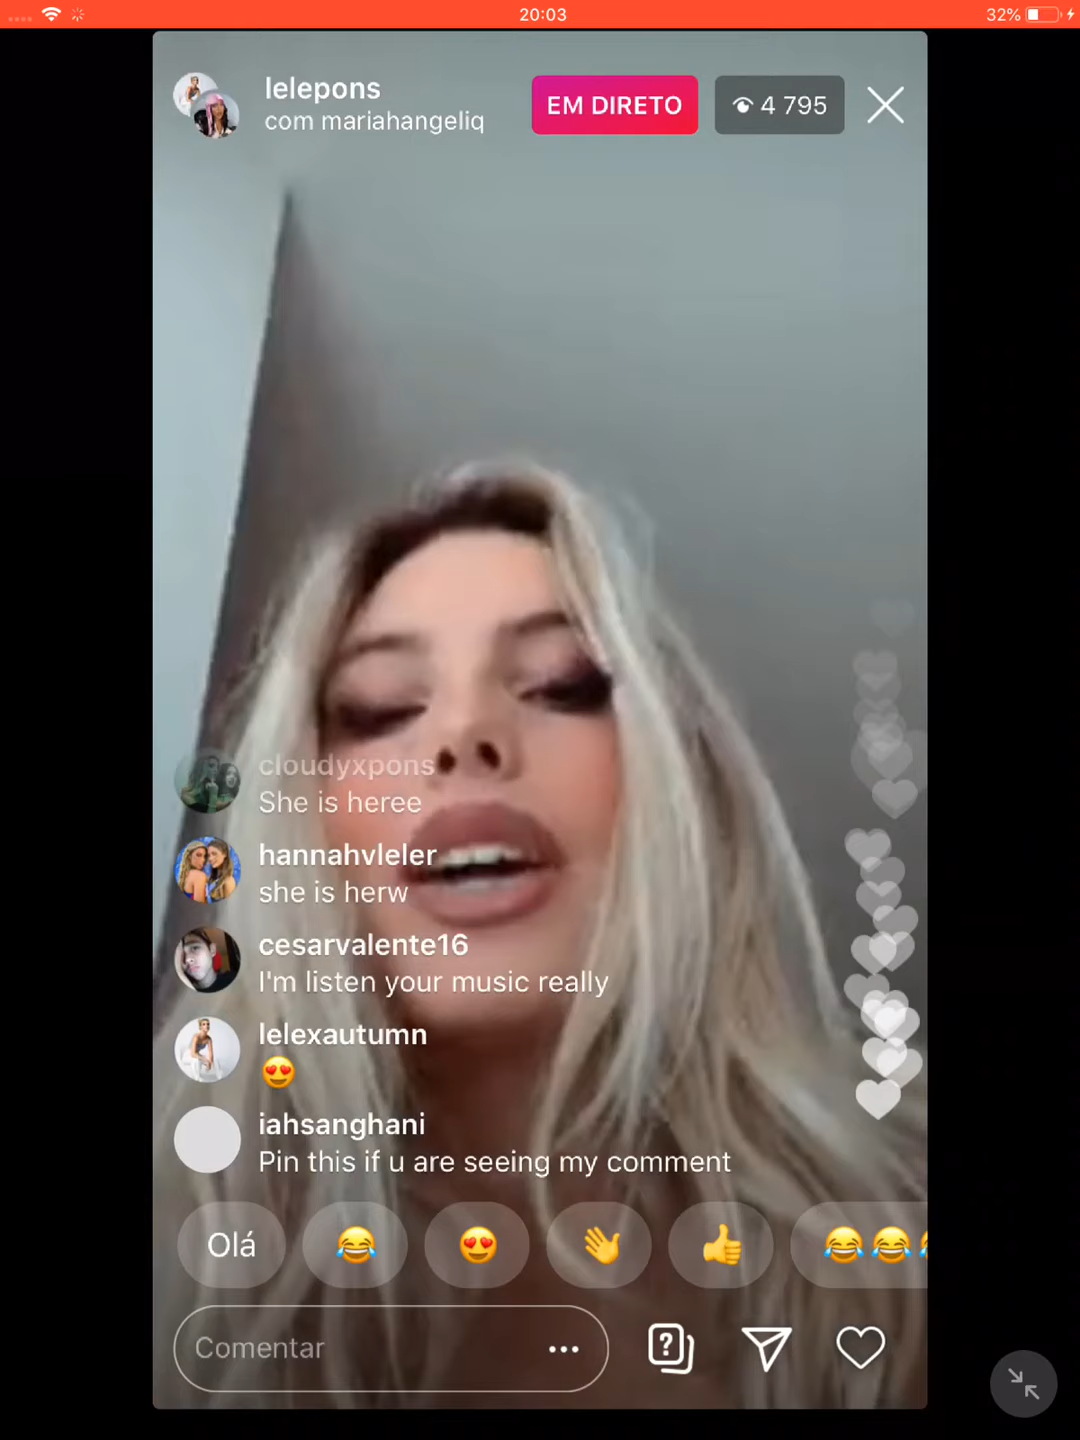 20:03
32%
lelepons
com mariahangeliq
EM DIRETO
4 795
cloudyxpons
She is heree
hannahvleler
she is herw
cesarvalente16
I'm listen your music really
lelexautumn
😍
iahsanghani
Pin this if u are seeing my comment
Olá 😂 😍 👋 👍 😂😂
Comentar